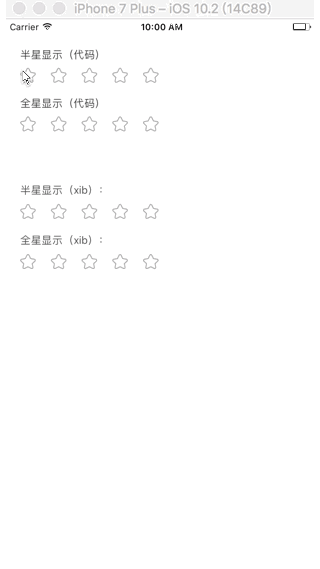 iPhone 7 Plus – iOS 10.2 (14C89)
Carrier 10:00 AM
半星显示（代码）
全星显示（代码）
半星显示（xib）：
全星显示（xib）：